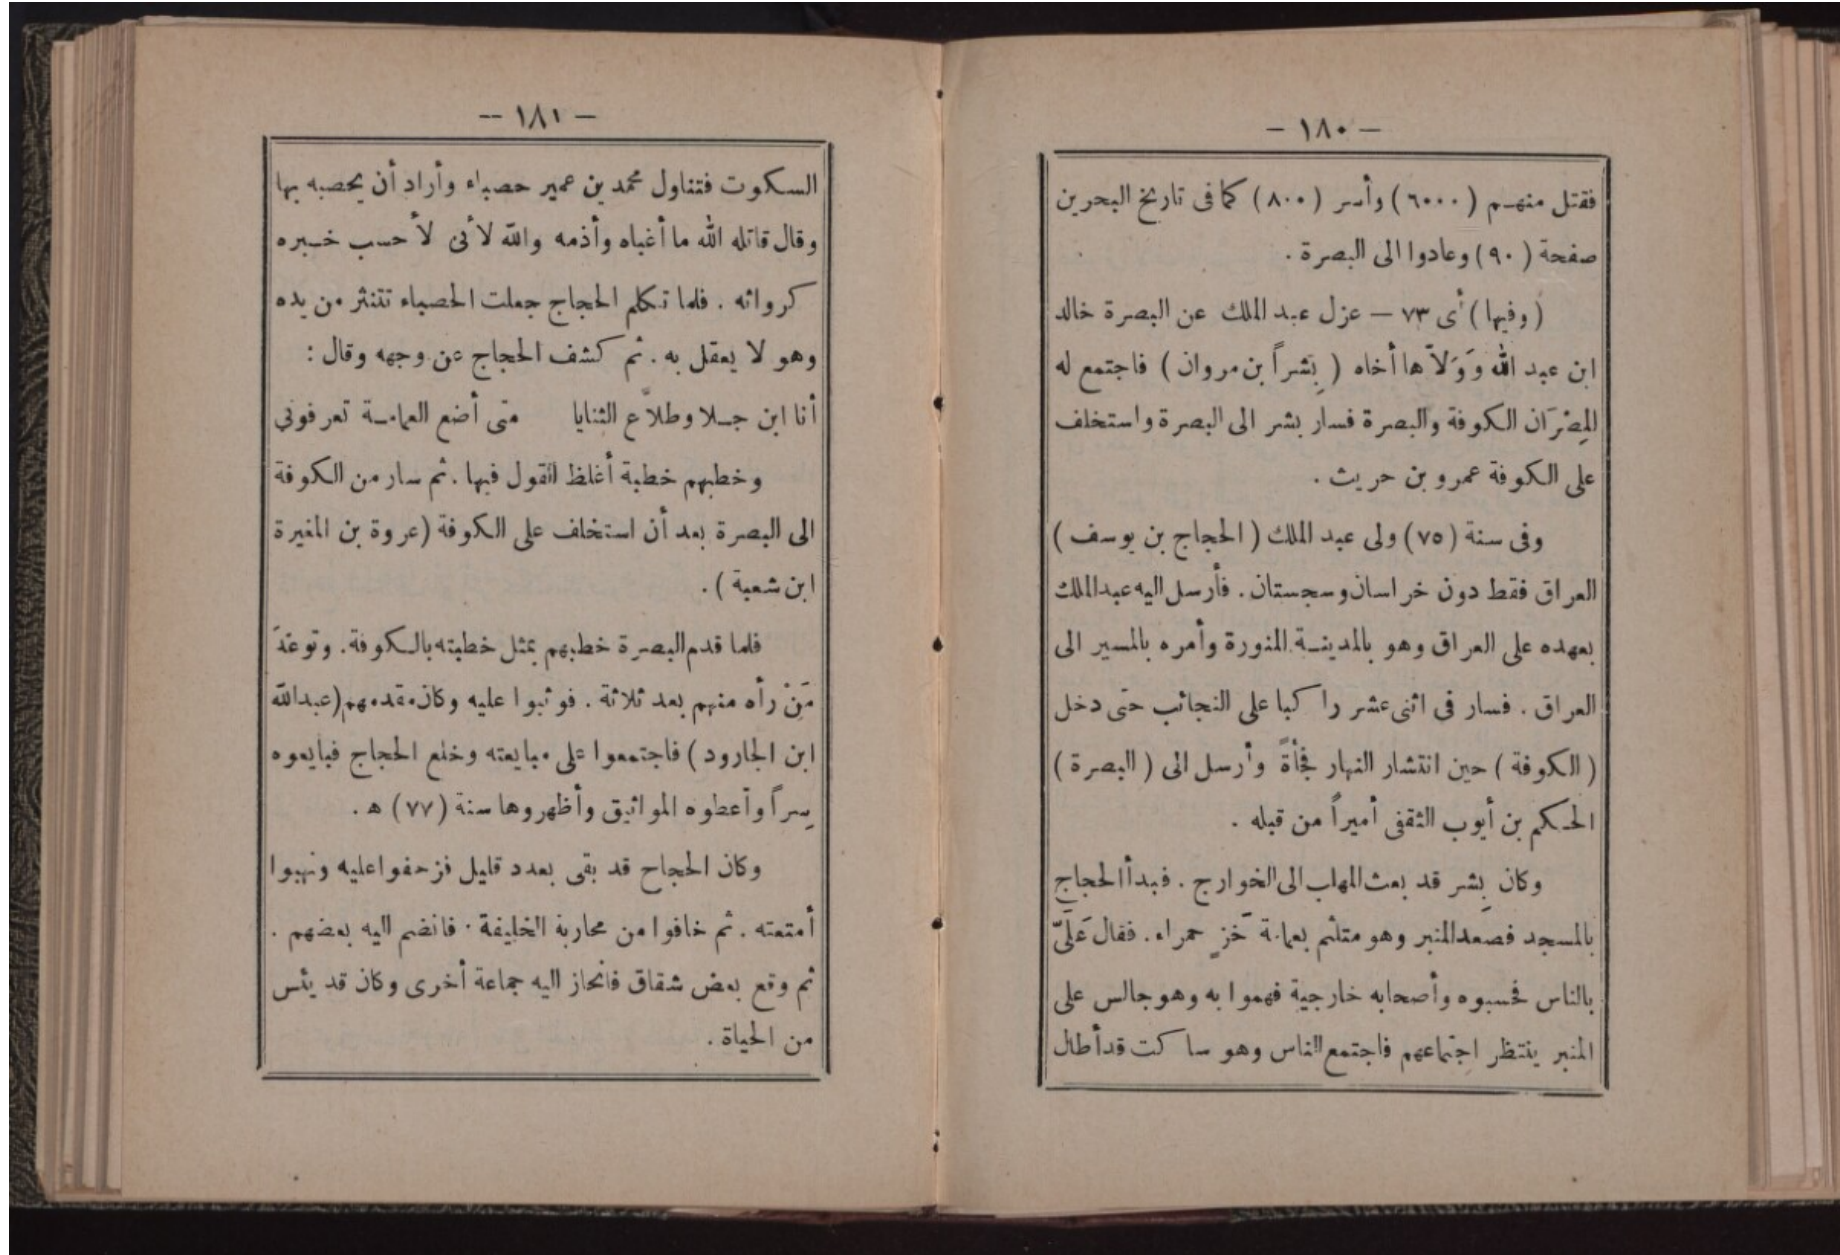 — ١٨٠ —
فقتل منهم (٦٠٠٠) وأسر (٨٠٠) كما فى تاريخ البحرين
صفحة (٩٠) وعادوا الى البصرة .
(وفيها) أى ٧٣ — عزل عبد الملك عن البصرة خالد
ابن عبد الله وَوَلاَّها أخاه (بِشراً بن مروان) فاجتمع له
المِصْرَان الكوفة والبصرة فسار بشر الى البصرة واستخلف
على الكوفة عمرو بن حريث .
وفى سنة (٧٥) ولى عبد الملك (الحجاج بن يوسف)
العراق فقط دون خراسان وسجستان . فأرسل اليه عبد الملك
بعهده على العراق وهو بالمدينة المنورة وأمره بالمسير الى
العراق . فسار فى اثنى عشر راكبا على النجائب حتى دخل
(الكوفة) حين انتشار النهار فجأةً وأرسل الى (البصرة)
الحكم بن أيوب الثقفى أميراً من قبله .
وكان بِشر قد بعث المهلب الى الخوارج . فبدأ الحجاج
بالمسجد فصعد المنبر وهو متلثم بعمامة خَزٍ حمراء . فقال عَلَىَّ
بالناس فحسبوه وأصحابه خارجية فهموا به وهو جالس على
المنبر ينتظر اجتماعهم فاجتمع الناس وهو ساكت قد أطال
— ١٨١ —
السكوت فتناول محمد بن عمير حصباء وأراد أن يحصبه بها
وقال قاتله الله ما أغباه وأذمه والله لأنى لأحسب خبره
كروائه . فلما تكلم الحجاج جعلت الحصباء تتنثر من يده
وهو لا يعقل به . ثم كشف الحجاج عن وجهه وقال :
أنا ابن جلا وطلاَّع الثنايا متى أضع العمامة تعرفوني
وخطبهم خطبة أغلظ القول فيها . ثم سار من الكوفة
الى البصرة بعد أن استخلف على الكوفة (عروة بن المغيرة
ابن شعبة) .
فلما قدم البصرة خطبهم بمثل خطبته بالكوفة . وتوعَّدَ
مَنْ رأه منهم بعد ثلاثة . فوثبوا عليه وكان مقدمهم (عبد الله
ابن الجارود) فاجتمعوا على مبايعته وخلع الحجاج فبايعوه
سِراً وأعطوه المواثيق وأظهروها سنة (٧٧) ه .
وكان الحجاج قد بقى بعدد قليل فزحفوا عليه ونهبوا
أمتعته . ثم خافوا من محاربة الخليفة . فانضم اليه بعضهم .
ثم وقع بعض شقاق فانحاز اليه جماعة أخرى وكان قد يئس
من الحياة .